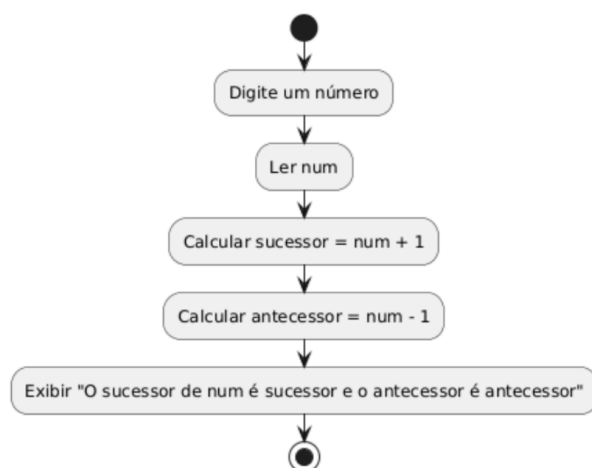 Digite um número
Ler num
Calcular sucessor = num + 1
Calcular antecessor = num - 1
Exibir "O sucessor de num é sucessor e o antecessor é antecessor"